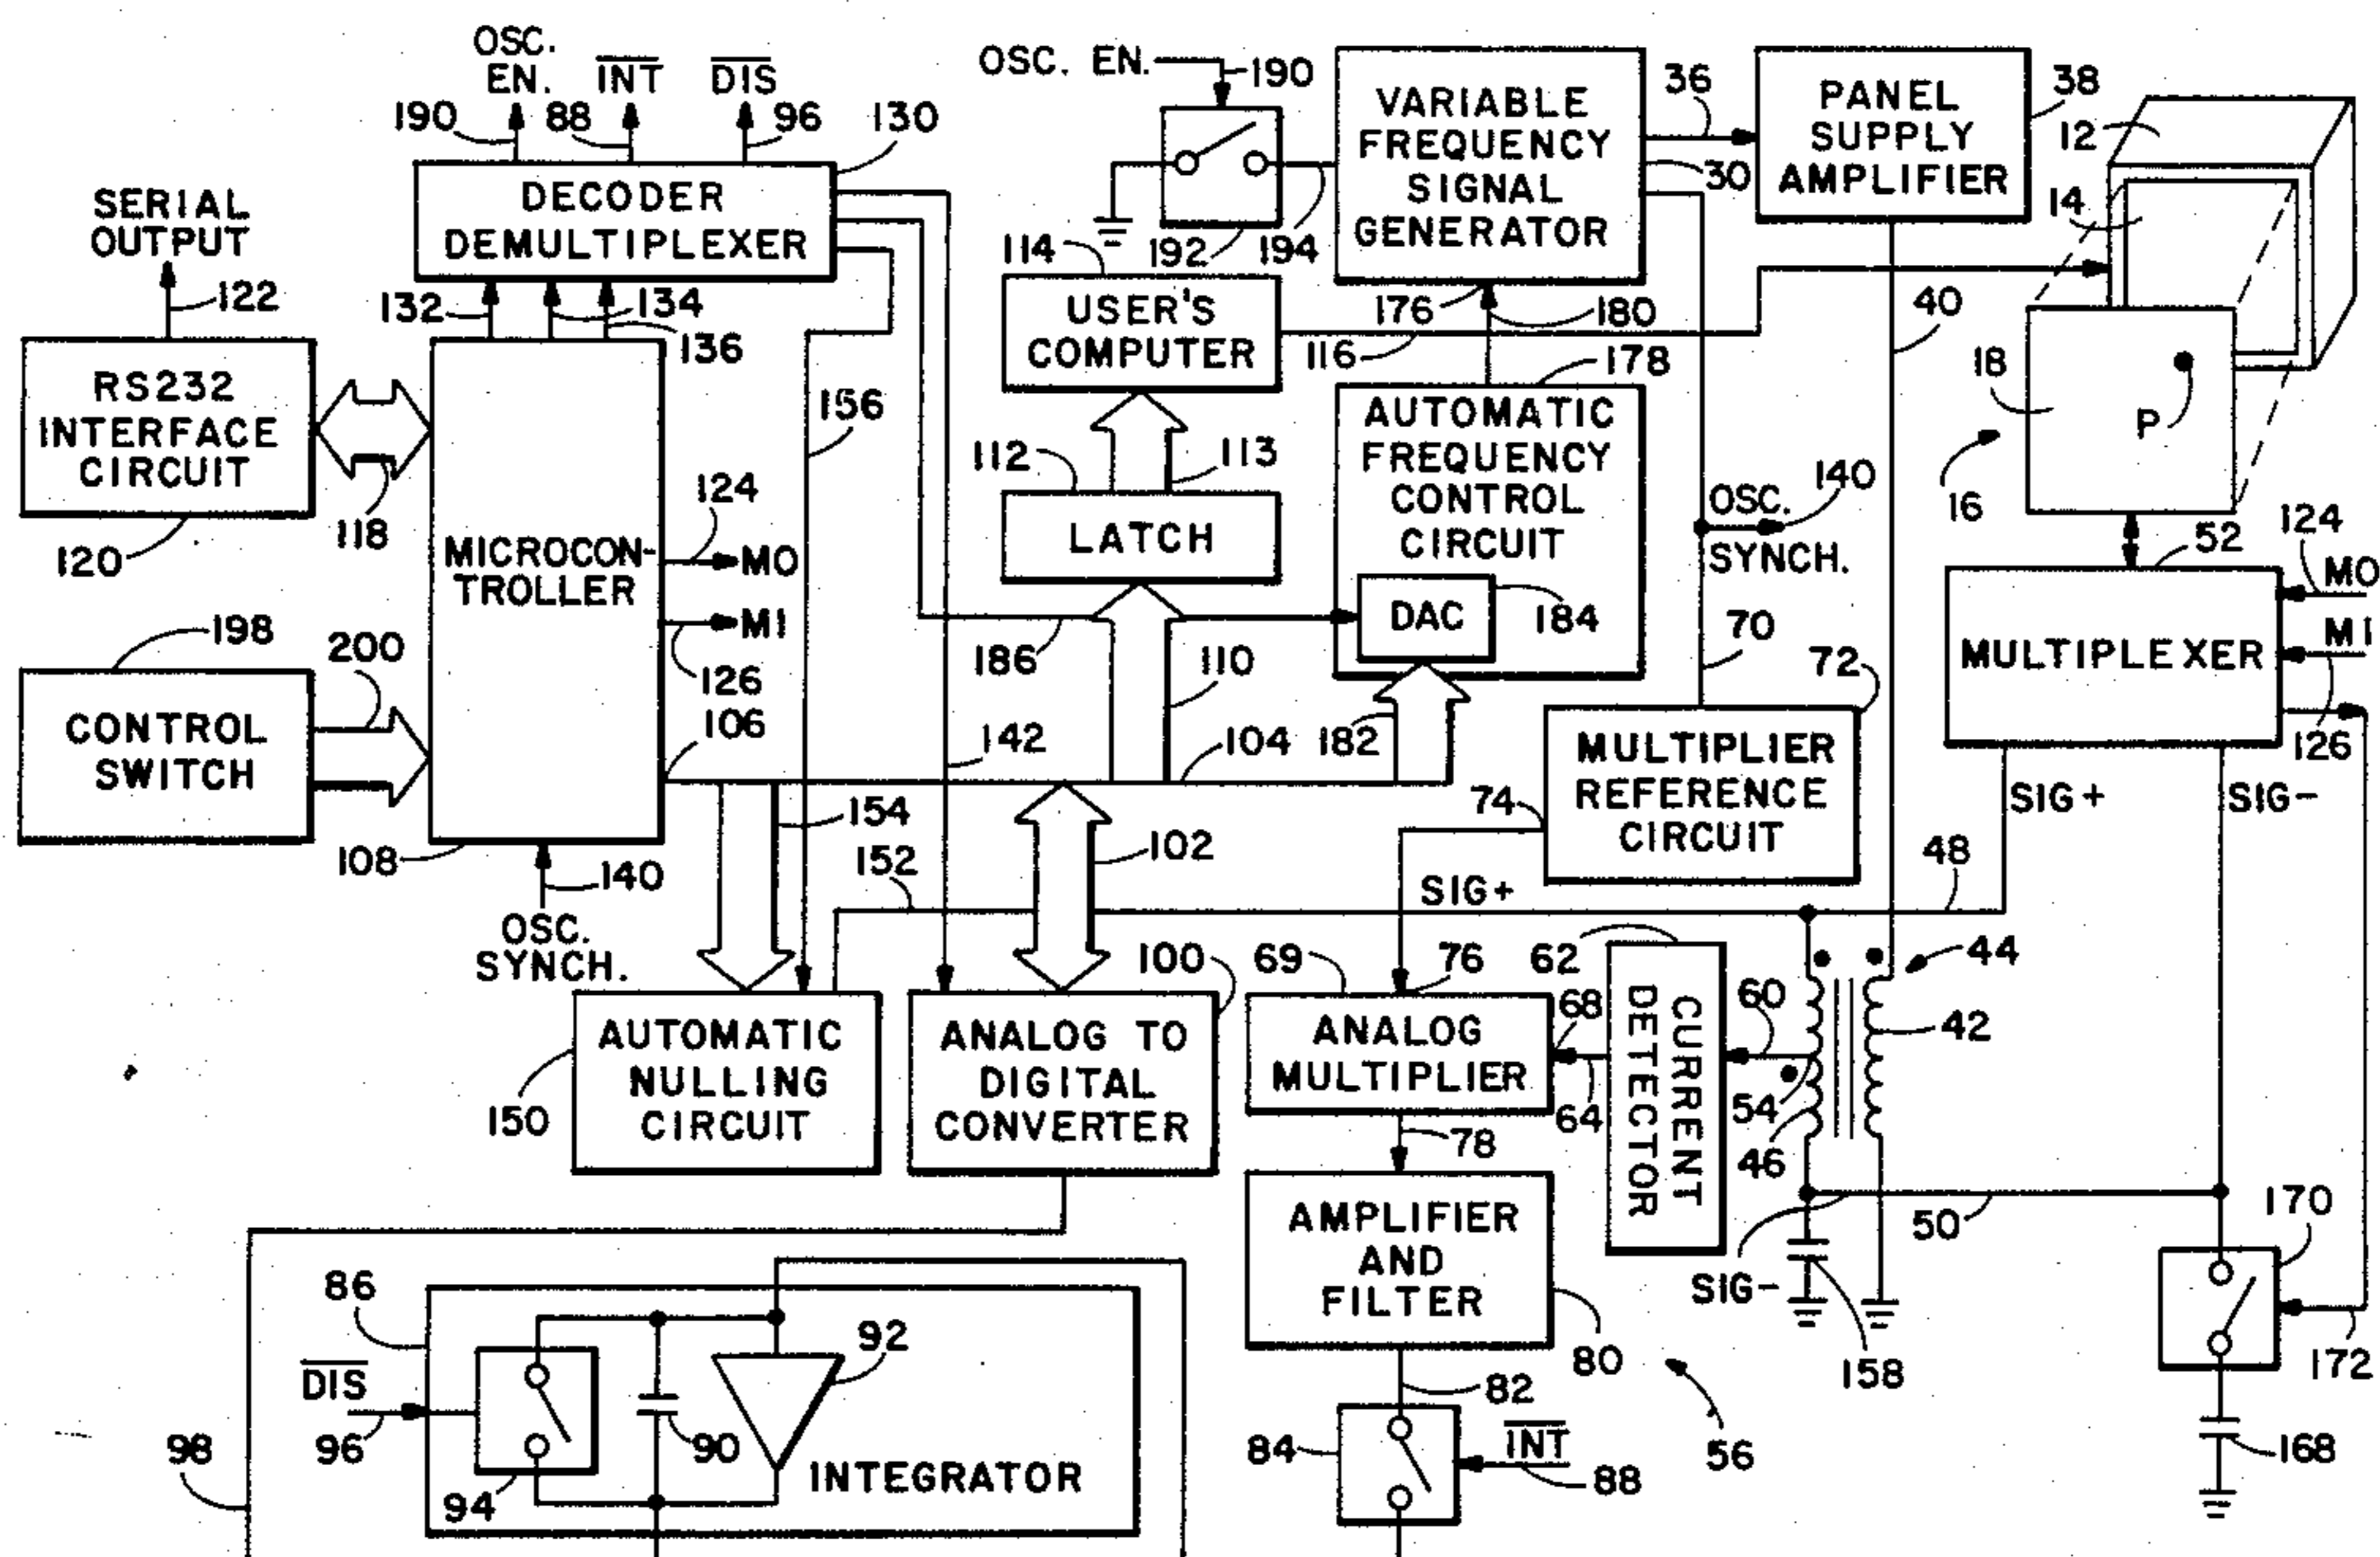 OSC.
EN.
INT
DIS
190
88
96
130
DECODER
DEMULTIPLEXER
SERIAL
OUTPUT
122
132
134
136
RS232
INTERFACE
CIRCUIT
118
120
MICROCON-
TROLLER
124
M0
M1
126
106
198
200
CONTROL
SWITCH
108
140
OSC.
SYNCH.
OSC. EN.
190
192
194
VARIABLE
FREQUENCY
SIGNAL
GENERATOR
36
30
PANEL
SUPPLY
AMPLIFIER
38
12
14
114
USER'S
COMPUTER
116
176
180
178
40
18
P
16
156
112
113
LATCH
AUTOMATIC
FREQUENCY
CONTROL
CIRCUIT
DAC
184
186
110
OSC.
SYNCH.
140
70
72
52
124
M0
M1
126
MULTIPLEXER
142
104
182
154
102
152
74
MULTIPLIER
REFERENCE
CIRCUIT
SIG+
SIG-
48
SIG+
44
150
AUTOMATIC
NULLING
CIRCUIT
100
ANALOG TO
DIGITAL
CONVERTER
69
76
ANALOG
MULTIPLIER
68
64
62
CURRENT
DETECTOR
60
54
46
42
78
AMPLIFIER
AND
FILTER
80
50
SIG-
158
170
172
168
86
DIS
96
94
90
92
INTEGRATOR
98
82
84
INT
88
56